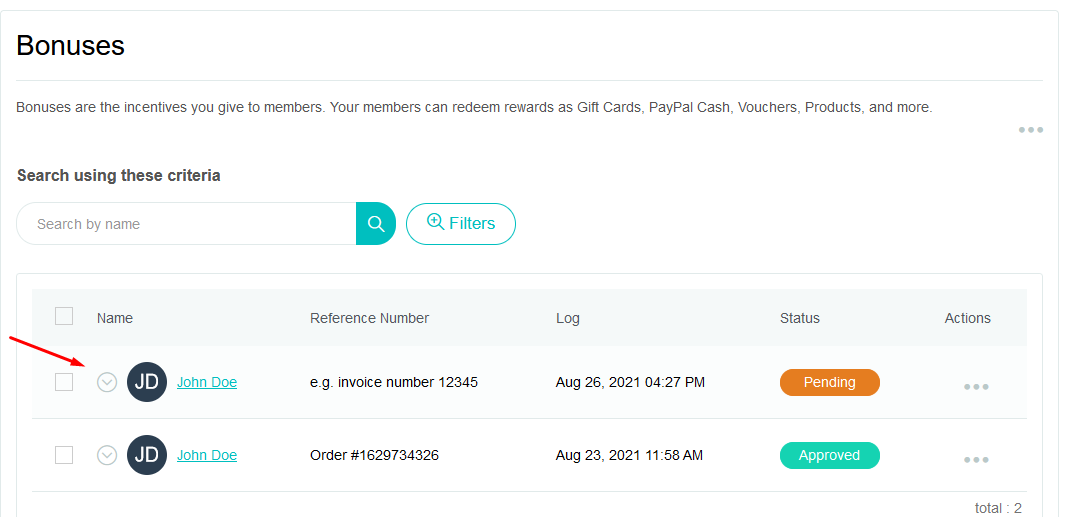 Bonuses
Bonuses are the incentives you give to members. Your members can redeem rewards as Gift Cards, PayPal Cash, Vouchers, Products, and more.
Search using these criteria
Search by name
Filters
Name Reference Number Log Status Actions
JD John Doe e.g. invoice number 12345 Aug 26, 2021 04:27 PM Pending
JD John Doe Order #1629734326 Aug 23, 2021 11:58 AM Approved
total : 2